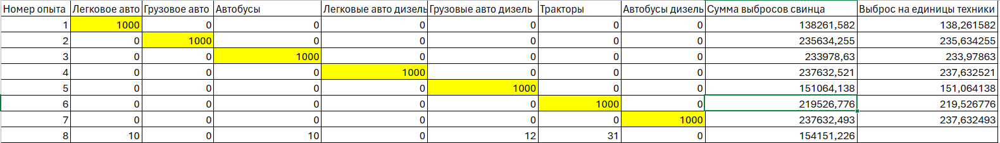 Номер опыта Легковое авто Грузовое авто Автобусы Легковые авто дизель Грузовые авто дизель Тракторы Автобусы дизель Сумма выбросов свинца Выброс на единицы техники
1 1000 0 0 0 0 0 0 138261,582 138,261582
2 0 1000 0 0 0 0 0 235634,255 235,634255
3 0 0 1000 0 0 0 0 233978,63 233,97863
4 0 0 0 1000 0 0 0 237632,521 237,632521
5 0 0 0 0 1000 0 0 151064,138 151,064138
6 0 0 0 0 0 1000 0 219526,776 219,526776
7 0 0 0 0 0 0 1000 237632,493 237,632493
8 10 0 10 0 12 31 0 154151,226